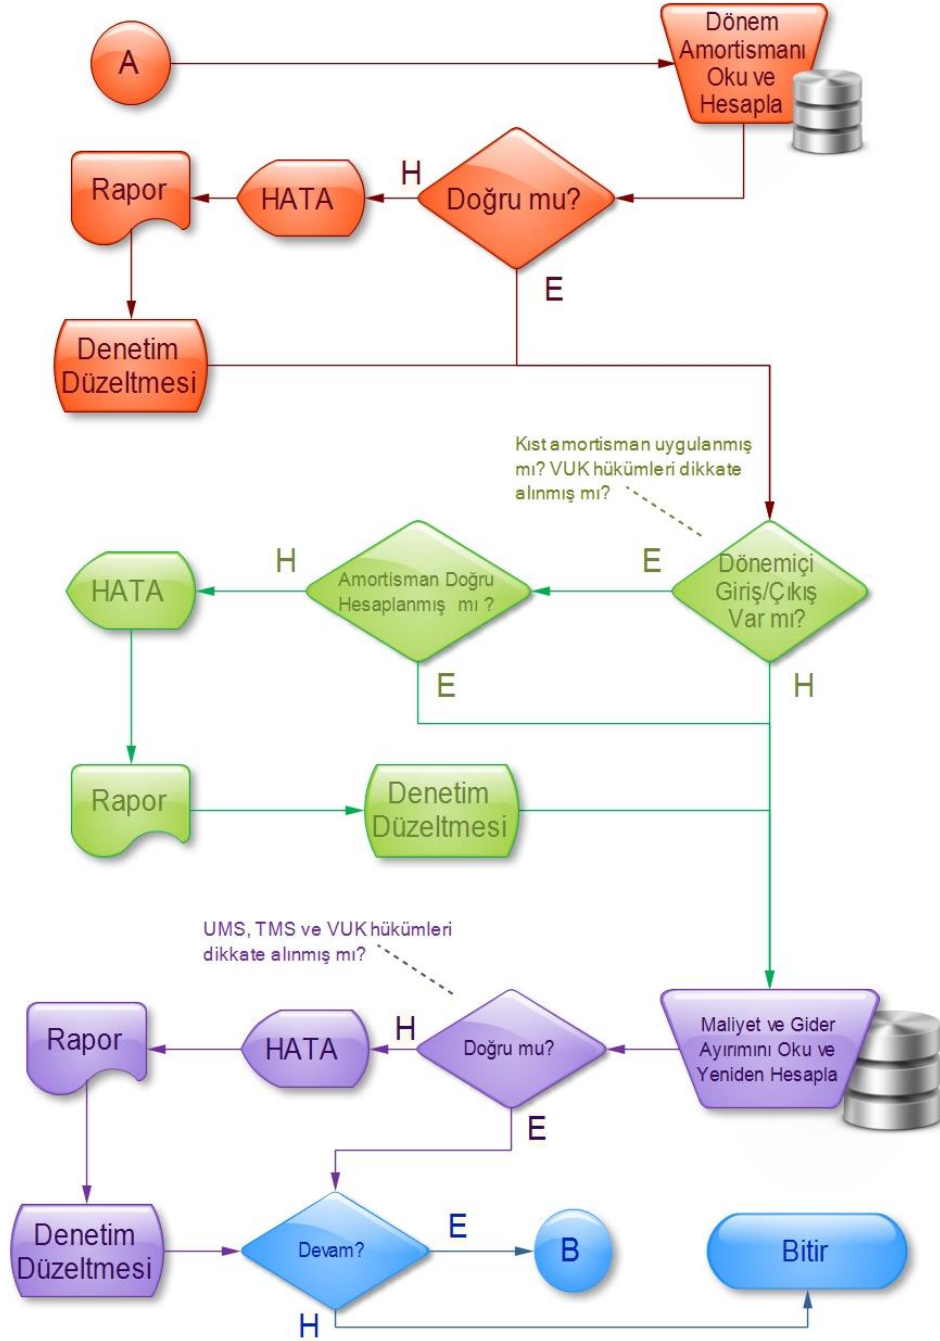 A
Dönem
Amortismanı
Oku ve
Hesapla
Rapor
HATA
H
Doğru mu?
E
Denetim
Düzeltmesi
Kıst amortisman uygulanmış
mı? VUK hükümleri dikkate
alınmış mı?
HATA
H
Amortisman Doğru
Hesaplanmış mı ?
E
Dönemiçi
Giriş/Çıkış
Var mı?
E
H
Rapor
Denetim
Düzeltmesi
UMS, TMS ve VUK hükümleri
dikkate alınmış mı?
Rapor
HATA
H
Doğru mu?
Maliyet ve Gider
Ayırımını Oku ve
Yeniden Hesapla
E
Denetim
Düzeltmesi
Devam?
E
B
Bitir
H